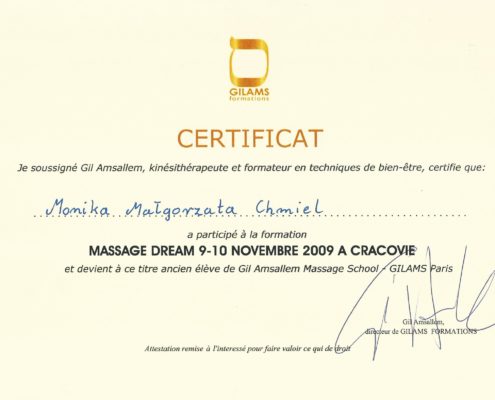 GILAMS
formations
CERTIFICAT
Je soussigné Gil Amsallem, kinésithérapeute et formateur en techniques de bien-être, certifie que:
Monika Małgorzata Chmiel
a participé à la formation
MASSAGE DREAM 9-10 NOVEMBRE 2009 A CRACOVIE
et devient à ce titre ancien élève de Gil Amsallem Massage School - GILAMS Paris
Gil Amsallem,
directeur de GILAMS FORMATIONS
Attestation remise à l'interessé pour faire valoir ce qui de droit